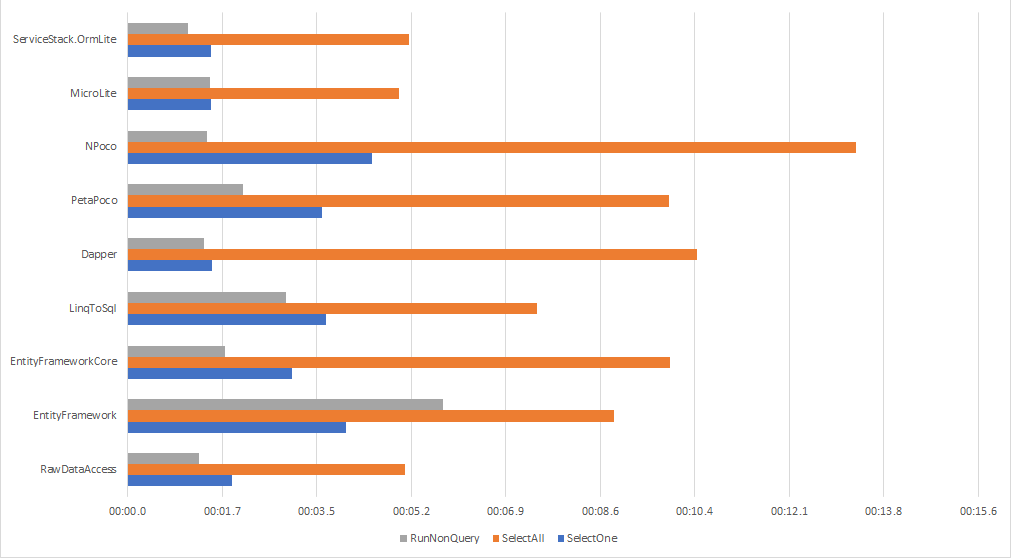 ServiceStack.OrmLite
MicroLite
NPoco
PetaPoco
Dapper
LinqToSql
EntityFrameworkCore
EntityFramework
RawDataAccess
00:00.0 00:01.7 00:03.5 00:05.2 00:06.9 00:08.6 00:10.4 00:12.1 00:13.8 00:15.6
RunNonQuery SelectAll SelectOne